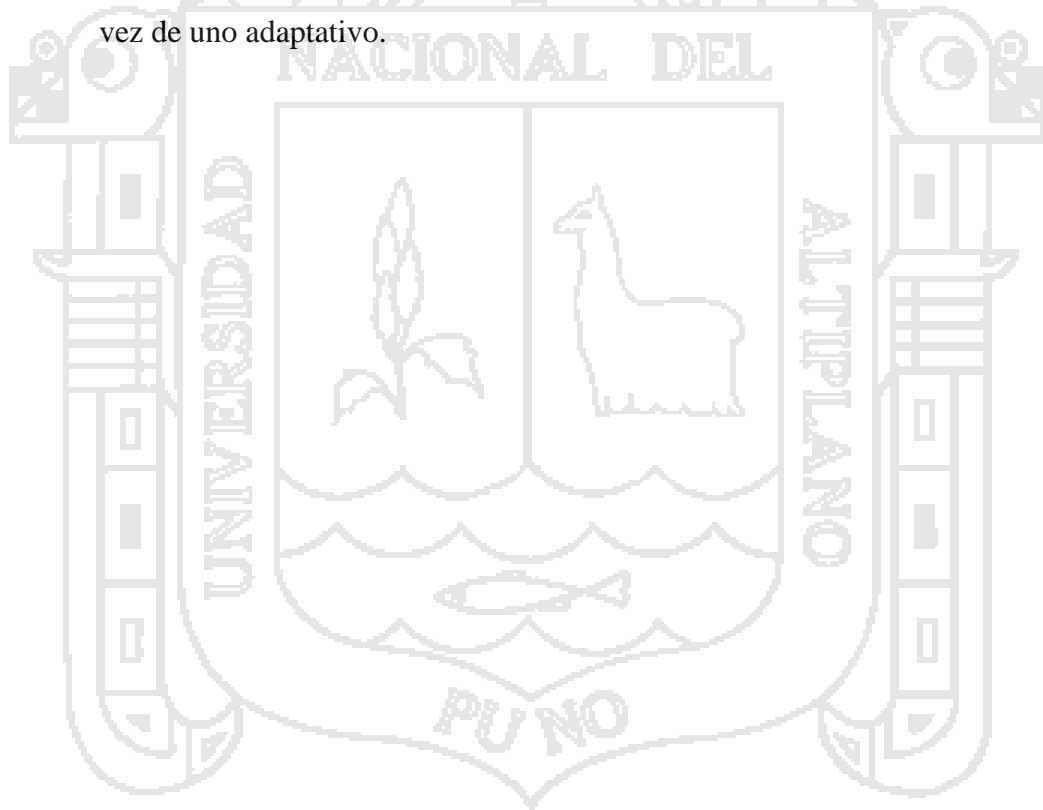 vez de uno adaptativo.
NACIONAL DEL
UNIVERSIDAD
ALTIPLANO
PUNO